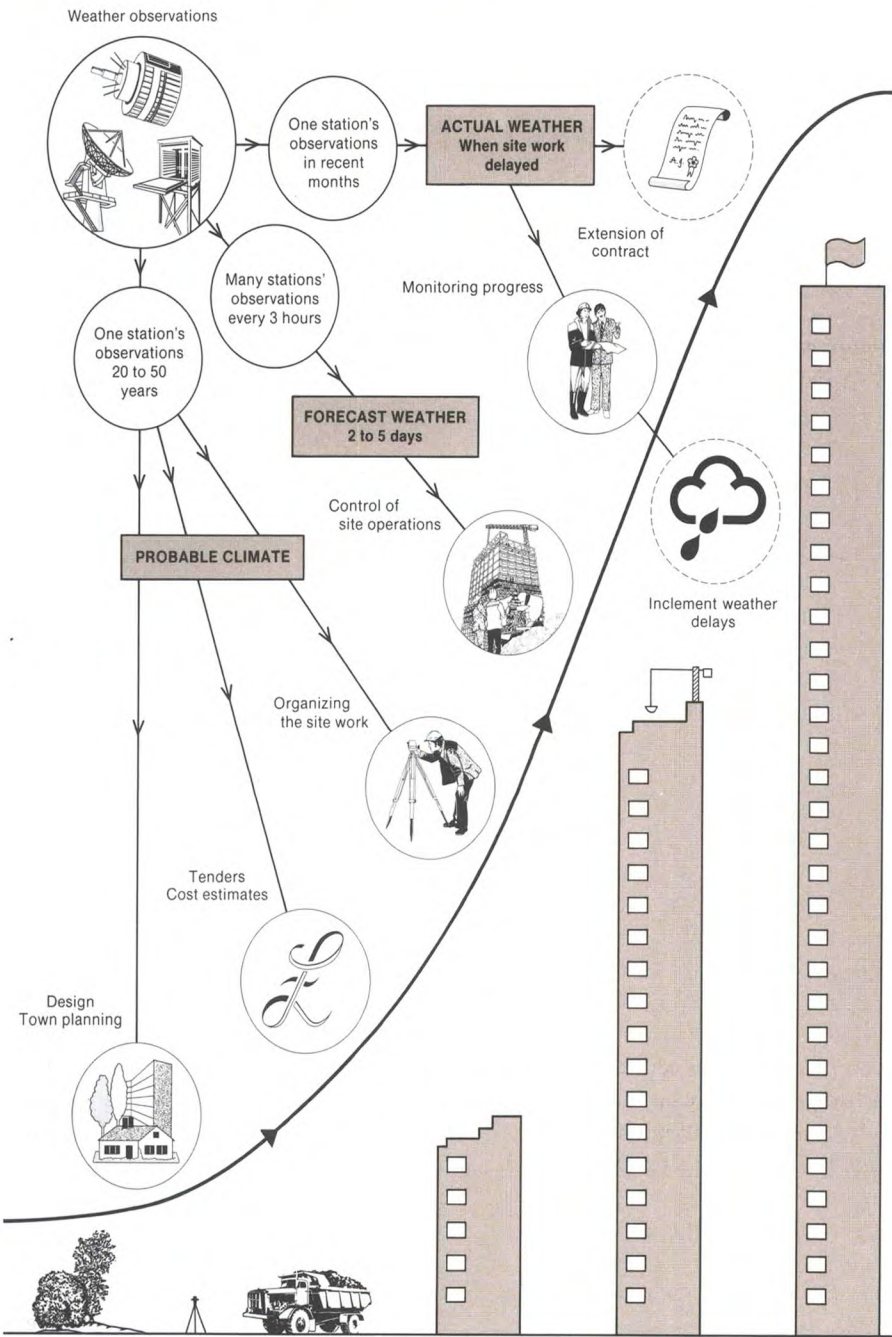 Weather observations
One station's
observations
in recent
months
ACTUAL WEATHER
When site work
delayed
Extension of
contract
Many stations'
observations
every 3 hours
Monitoring progress
One station's
observations
20 to 50
years
FORECAST WEATHER
2 to 5 days
Control of
site operations
PROBABLE CLIMATE
Inclement weather
delays
Organizing
the site work
Tenders
Cost estimates
£
Design
Town planning